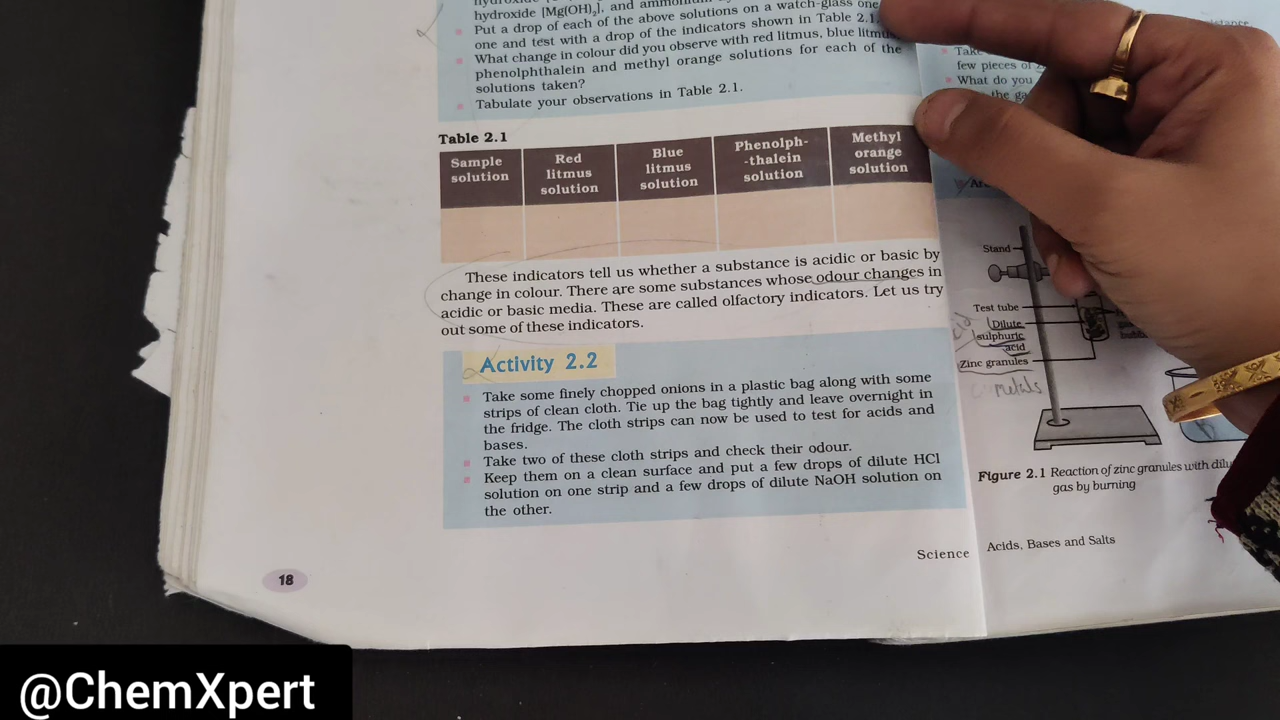 hydroxide [Mg(OH)₂], and
Put a drop of each of the above solutions on a watch-glass one
one and test with a drop of the indicators shown in Table 2.1.
What change in colour did you observe with red litmus, blue litmus
phenolphthalein and methyl orange solutions for each of the
solutions taken?
Tabulate your observations in Table 2.1.
Table 2.1
Sample solution
Red litmus solution
Blue litmus solution
Phenolph- -thalein solution
Methyl orange solution
These indicators tell us whether a substance is acidic or basic by
change in colour. There are some substances whose odour changes in
acidic or basic media. These are called olfactory indicators. Let us try
out some of these indicators.
Activity 2.2
Take some finely chopped onions in a plastic bag along with some
strips of clean cloth. Tie up the bag tightly and leave overnight in
the fridge. The cloth strips can now be used to test for acids and
bases.
Take two of these cloth strips and check their odour.
Keep them on a clean surface and put a few drops of dilute HCl
solution on one strip and a few drops of dilute NaOH solution on
the other.
18
Science
Take
few pieces of
What do you
the
Stand
Test tube
Dilute
sulphuric
acid
Zinc granules
metals
Figure 2.1 Reaction of zinc granules with
gas by burning
Acids, Bases and Salts
@ChemXpert